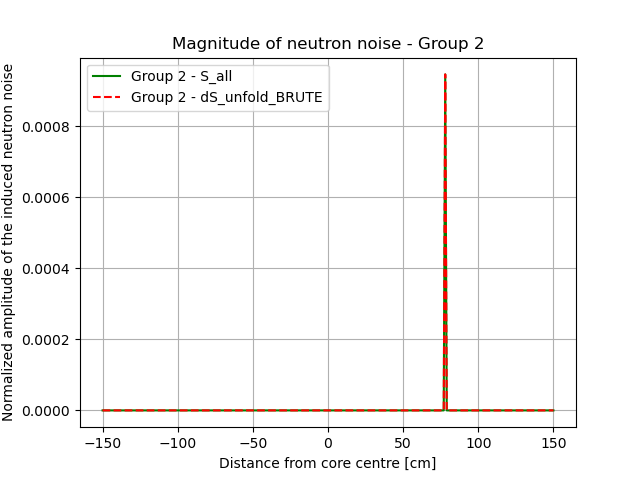 Magnitude of neutron noise - Group 2
Group 2 - S_all
Group 2 - dS_unfold_BRUTE
Normalized amplitude of the induced neutron noise
0.0008
0.0006
0.0004
0.0002
0.0000
−150 −100 −50 0 50 100 150
Distance from core centre [cm]